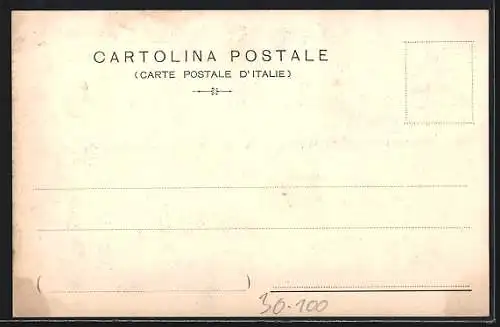 CARTOLINA POSTALE
(CARTE POSTALE D'ITALIE)
( )
30-100